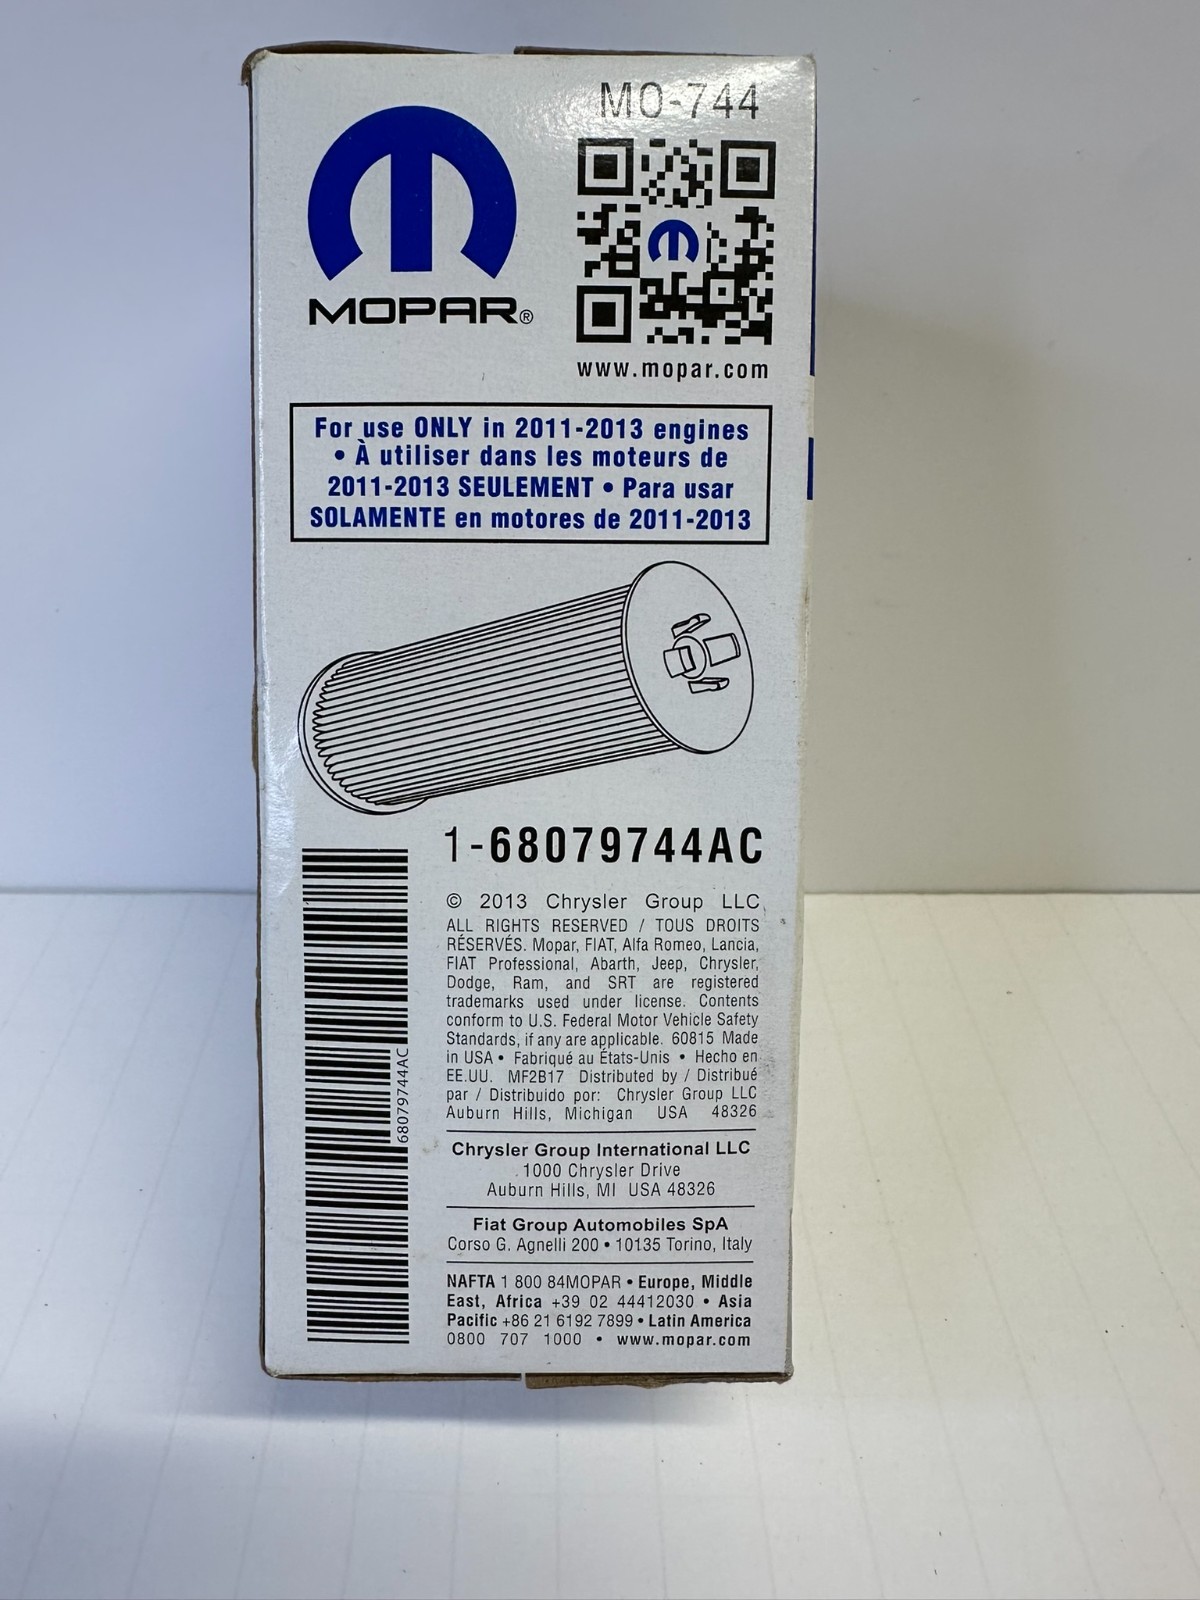 MO-744
MOPAR®
www.mopar.com
For use ONLY in 2011-2013 engines
• À utiliser dans les moteurs de
2011-2013 SEULEMENT • Para usar
SOLAMENTE en motores de 2011-2013
1-68079744AC
68079744AC
© 2013 Chrysler Group LLC,
ALL RIGHTS RESERVED / TOUS DROITS
RÉSERVÉS. Mopar, FIAT, Alfa Romeo, Lancia,
FIAT Professional, Abarth, Jeep, Chrysler,
Dodge, Ram, and SRT are registered
trademarks used under license. Contents
conform to U.S. Federal Motor Vehicle Safety
Standards, if any are applicable. 60815 Made
in USA • Fabriqué au États-Unis • Hecho en
EE.UU. MF2B17 Distributed by / Distribué
par / Distribuido por: Chrysler Group LLC
Auburn Hills, Michigan USA 48326
Chrysler Group International LLC
1000 Chrysler Drive
Auburn Hills, MI USA 48326
Fiat Group Automobiles SpA
Corso G. Agnelli 200 • 10135 Torino, Italy
NAFTA 1 800 84MOPAR • Europe, Middle
East, Africa +39 02 44412030 • Asia
Pacific +86 21 6192 7899 • Latin America
0800 707 1000 • www.mopar.com